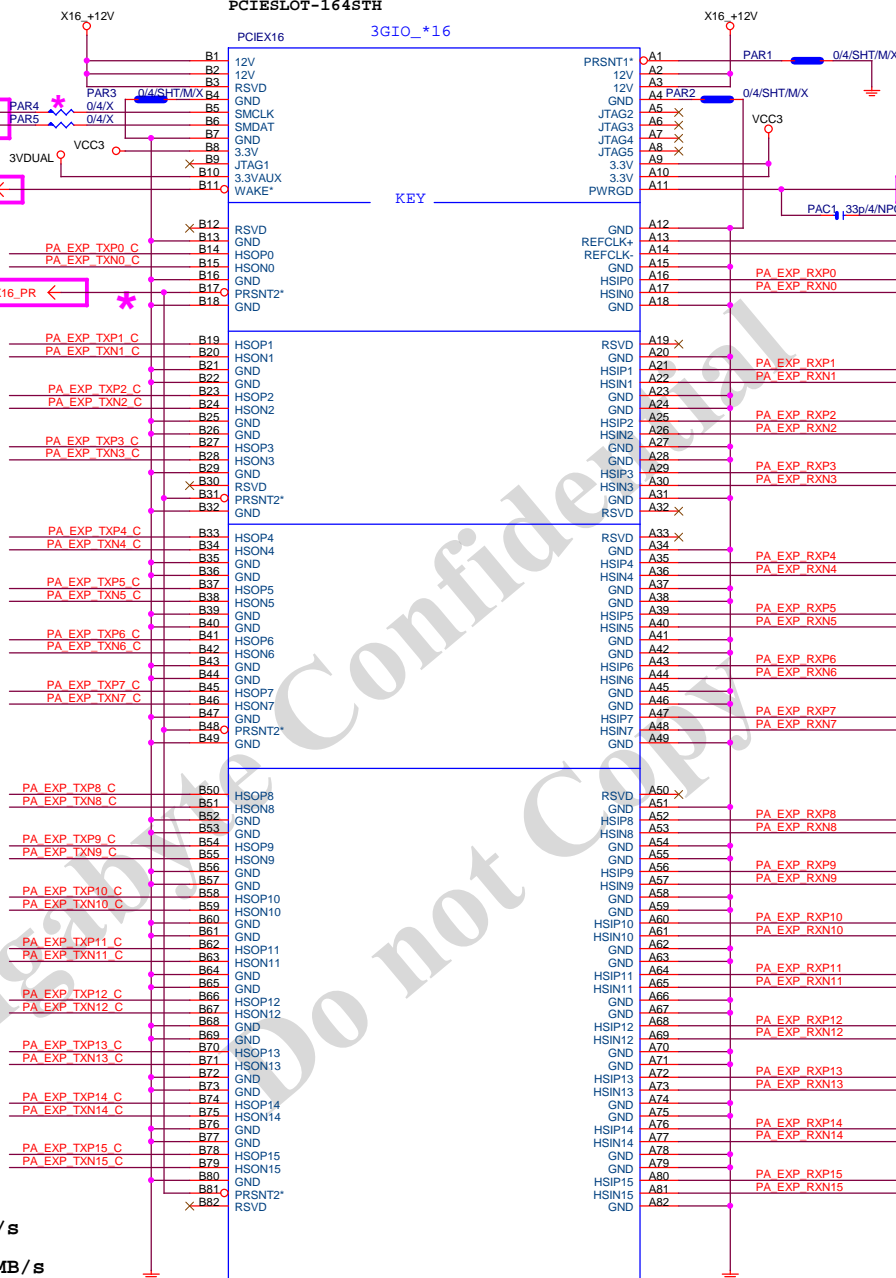 PCIESLOT-164STH
X16_+12V
PCIEX16
3GIO_*16
X16_+12V
B1 12V
B2 12V
B3 RSVD
B4 GND
B5 SMCLK
B6 SMDAT
B7 GND
B8 3.3V
B9 JTAG1
B10 3.3VAUX
B11 WAKE*
PAR3 0/4/SHT/M/X
PAR4 0/4/X
PAR5 0/4/X
VCC3
3VDUAL
PRSNT1* A1
12V A2
12V A3
GND A4
JTAG2 A5
JTAG3 A6
JTAG4 A7
JTAG5 A8
3.3V A9
3.3V A10
PWRGD A11
PAR1 0/4/SHT/M/X
PAR2 0/4/SHT/M/X
VCC3
PAC1 33p/4/NPO
KEY
B12 RSVD
B13 GND
PA_EXP_TXP0_C B14 HSOP0
PA_EXP_TXN0_C B15 HSON0
B16 GND
X16_PR B17 PRSNT2*
B18 GND
GND A12
REFCLK+ A13
REFCLK- A14
GND A15
HSIP0 A16 PA_EXP_RXP0
HSIN0 A17 PA_EXP_RXN0
GND A18
PA_EXP_TXP1_C B19 HSOP1
PA_EXP_TXN1_C B20 HSON1
B21 GND
B22 GND
PA_EXP_TXP2_C B23 HSOP2
PA_EXP_TXN2_C B24 HSON2
B25 GND
B26 GND
PA_EXP_TXP3_C B27 HSOP3
PA_EXP_TXN3_C B28 HSON3
B29 GND
B30 RSVD
B31 PRSNT2*
B32 GND
RSVD A19
GND A20
HSIP1 A21 PA_EXP_RXP1
HSIN1 A22 PA_EXP_RXN1
GND A23
GND A24
HSIP2 A25 PA_EXP_RXP2
HSIN2 A26 PA_EXP_RXN2
GND A27
GND A28
HSIP3 A29 PA_EXP_RXP3
HSIN3 A30 PA_EXP_RXN3
GND A31
RSVD A32
PA_EXP_TXP4_C B33 HSOP4
PA_EXP_TXN4_C B34 HSON4
B35 GND
B36 GND
PA_EXP_TXP5_C B37 HSOP5
PA_EXP_TXN5_C B38 HSON5
B39 GND
B40 GND
PA_EXP_TXP6_C B41 HSOP6
PA_EXP_TXN6_C B42 HSON6
B43 GND
B44 GND
PA_EXP_TXP7_C B45 HSOP7
PA_EXP_TXN7_C B46 HSON7
B47 GND
B48 PRSNT2*
B49 GND
RSVD A33
GND A34
HSIP4 A35 PA_EXP_RXP4
HSIN4 A36 PA_EXP_RXN4
GND A37
GND A38
HSIP5 A39 PA_EXP_RXP5
HSIN5 A40 PA_EXP_RXN5
GND A41
GND A42
HSIP6 A43 PA_EXP_RXP6
HSIN6 A44 PA_EXP_RXN6
GND A45
GND A46
HSIP7 A47 PA_EXP_RXP7
HSIN7 A48 PA_EXP_RXN7
GND A49
PA_EXP_TXP8_C B50 HSOP8
PA_EXP_TXN8_C B51 HSON8
B52 GND
B53 GND
PA_EXP_TXP9_C B54 HSOP9
PA_EXP_TXN9_C B55 HSON9
B56 GND
B57 GND
PA_EXP_TXP10_C B58 HSOP10
PA_EXP_TXN10_C B59 HSON10
B60 GND
B61 GND
PA_EXP_TXP11_C B62 HSOP11
PA_EXP_TXN11_C B63 HSON11
B64 GND
B65 GND
PA_EXP_TXP12_C B66 HSOP12
PA_EXP_TXN12_C B67 HSON12
B68 GND
B69 GND
PA_EXP_TXP13_C B70 HSOP13
PA_EXP_TXN13_C B71 HSON13
B72 GND
B73 GND
PA_EXP_TXP14_C B74 HSOP14
PA_EXP_TXN14_C B75 HSON14
B76 GND
B77 GND
PA_EXP_TXP15_C B78 HSOP15
PA_EXP_TXN15_C B79 HSON15
B80 GND
B81 PRSNT2*
B82 RSVD
RSVD A50
GND A51
HSIP8 A52 PA_EXP_RXP8
HSIN8 A53 PA_EXP_RXN8
GND A54
GND A55
HSIP9 A56 PA_EXP_RXP9
HSIN9 A57 PA_EXP_RXN9
GND A58
GND A59
HSIP10 A60 PA_EXP_RXP10
HSIN10 A61 PA_EXP_RXN10
GND A62
GND A63
HSIP11 A64 PA_EXP_RXP11
HSIN11 A65 PA_EXP_RXN11
GND A66
GND A67
HSIP12 A68 PA_EXP_RXP12
HSIN12 A69 PA_EXP_RXN12
GND A70
GND A71
HSIP13 A72 PA_EXP_RXP13
HSIN13 A73 PA_EXP_RXN13
GND A74
GND A75
HSIP14 A76 PA_EXP_RXP14
HSIN14 A77 PA_EXP_RXN14
GND A78
GND A79
HSIP15 A80 PA_EXP_RXP15
HSIN15 A81 PA_EXP_RXN15
GND A82
/s
MB/s
gabyte Confidential
Do not Copy